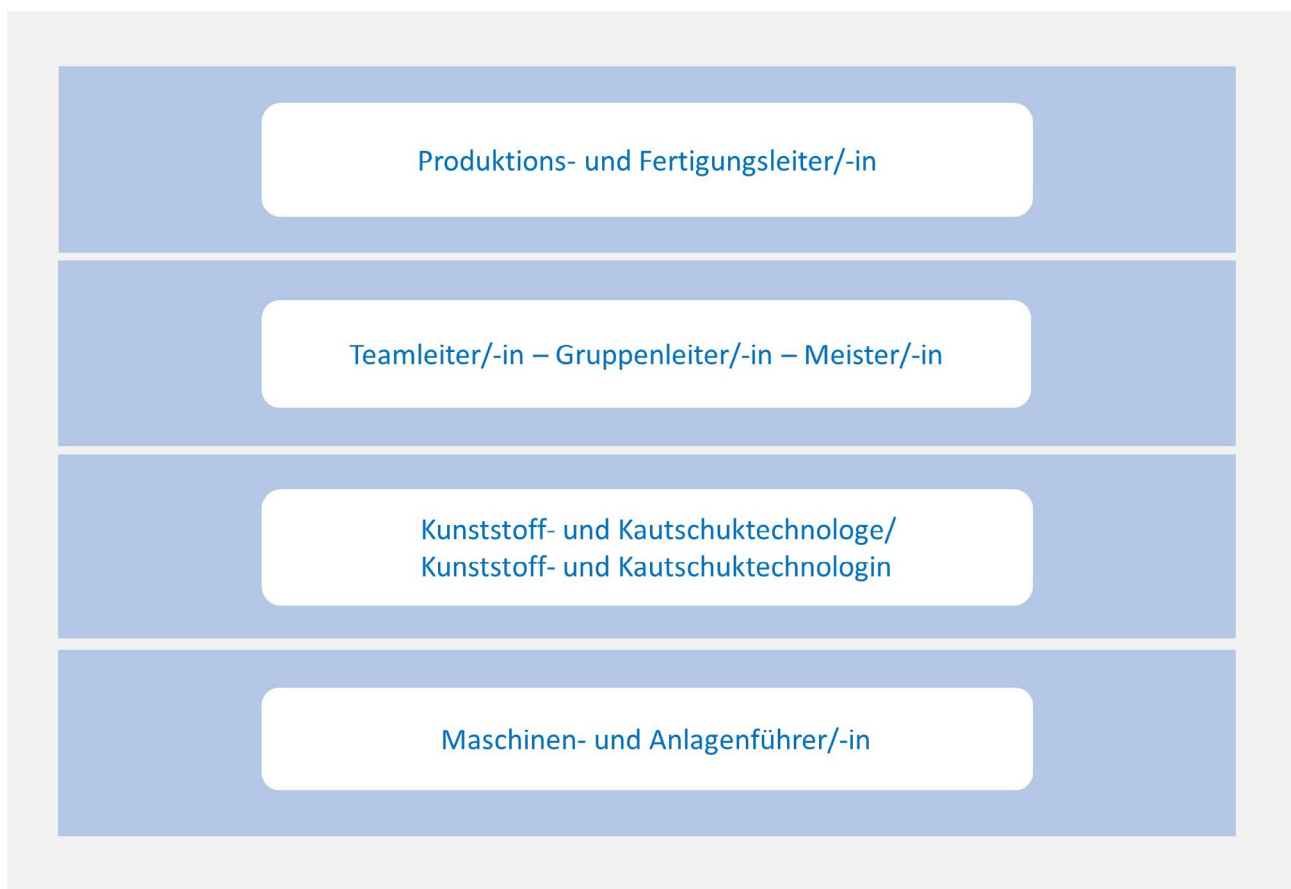 Produktions- und Fertigungsleiter/-in
Teamleiter/-in – Gruppenleiter/-in – Meister/-in
Kunststoff- und Kautschuktechnologe/
Kunststoff- und Kautschuktechnologin
Maschinen- und Anlagenführer/-in